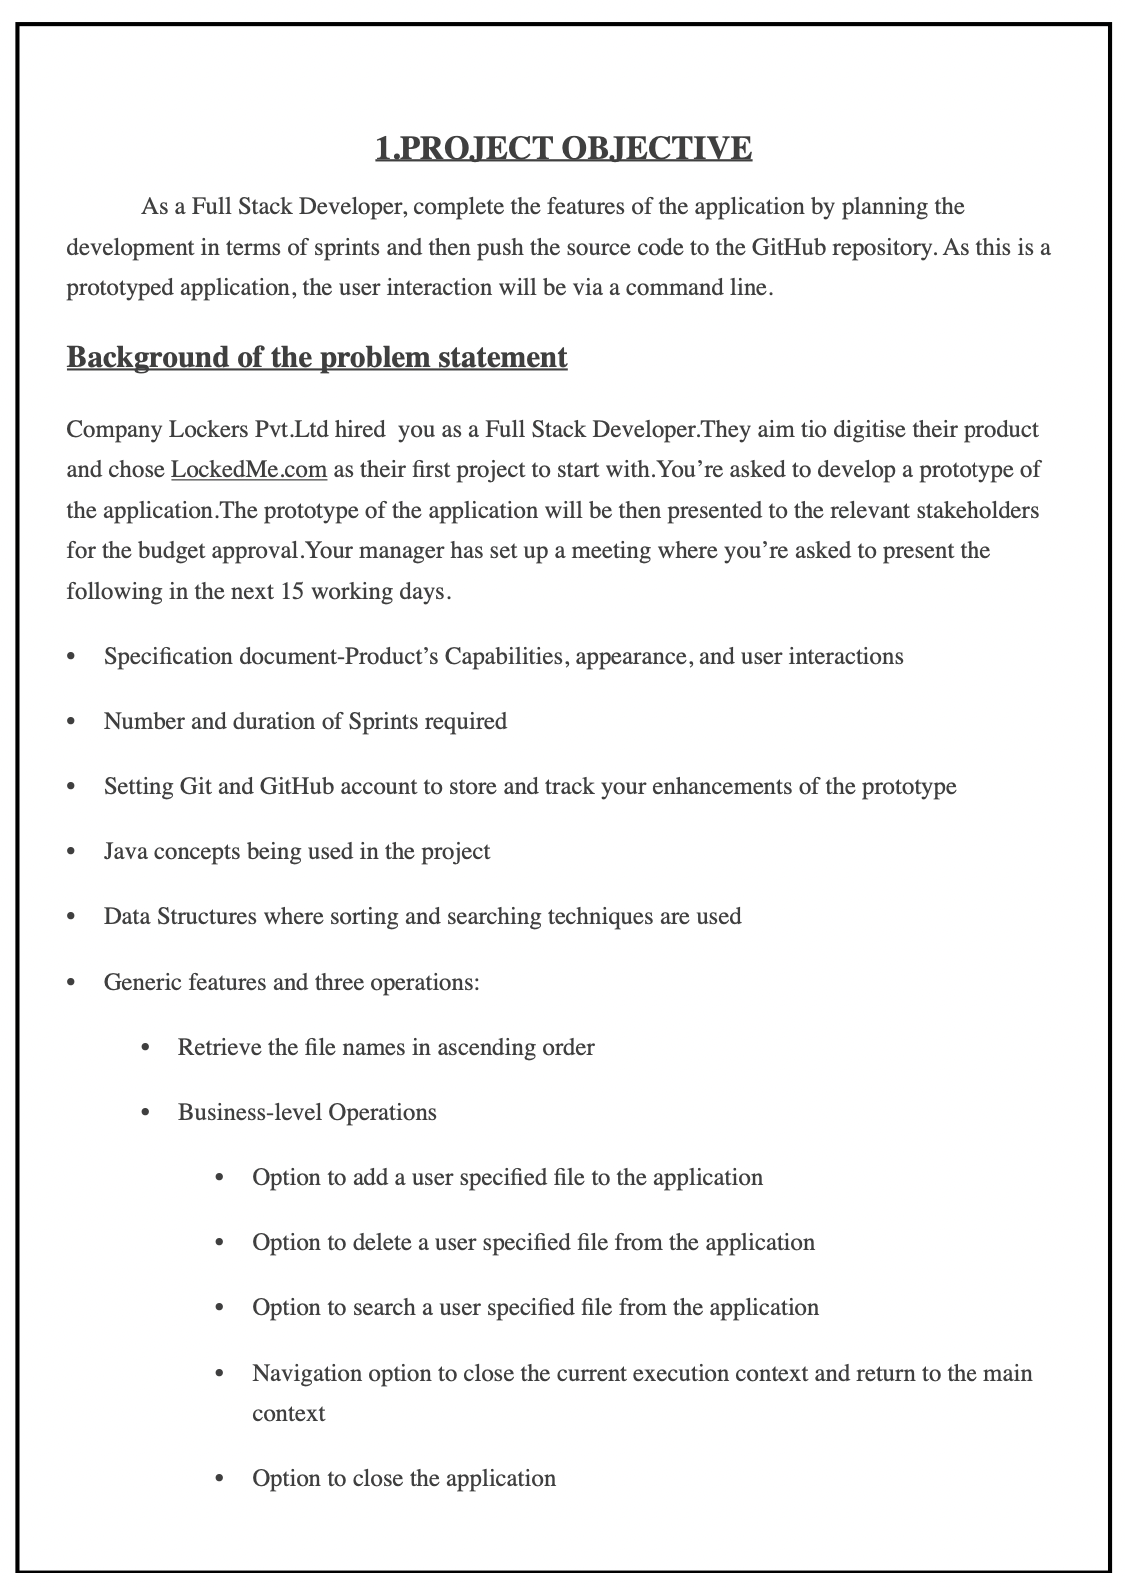 1.PROJECT OBJECTIVE
As a Full Stack Developer, complete the features of the application by planning the
development in terms of sprints and then push the source code to the GitHub repository. As this is a
prototyped application, the user interaction will be via a command line.
Background of the problem statement
Company Lockers Pvt.Ltd hired  you as a Full Stack Developer.They aim tio digitise their product
and chose LockedMe.com as their first project to start with.You’re asked to develop a prototype of
the application.The prototype of the application will be then presented to the relevant stakeholders
for the budget approval.Your manager has set up a meeting where you’re asked to present the
following in the next 15 working days.
• Specification document-Product’s Capabilities, appearance, and user interactions
• Number and duration of Sprints required
• Setting Git and GitHub account to store and track your enhancements of the prototype
• Java concepts being used in the project
• Data Structures where sorting and searching techniques are used
• Generic features and three operations:
• Retrieve the file names in ascending order
• Business-level Operations
• Option to add a user specified file to the application
• Option to delete a user specified file from the application
• Option to search a user specified file from the application
• Navigation option to close the current execution context and return to the main
context
• Option to close the application